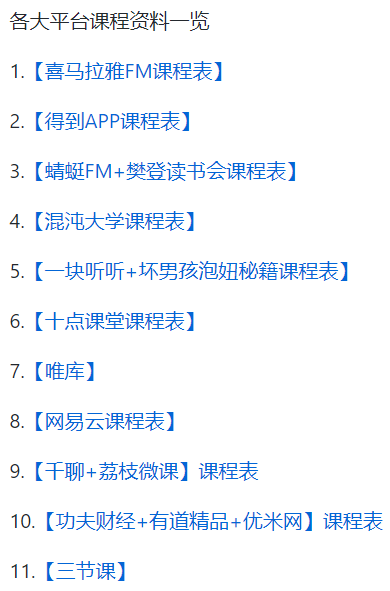 各大平台课程资料一览
1.【喜马拉雅FM课程表】
2.【得到APP课程表】
3.【蜻蜓FM+樊登读书会课程表】
4.【混沌大学课程表】
5.【一块听听+坏男孩泡妞秘籍课程表】
6.【十点课堂课程表】
7.【唯库】
8.【网易云课程表】
9.【千聊+荔枝微课】课程表
10.【功夫财经+有道精品+优米网】课程表
11.【三节课】